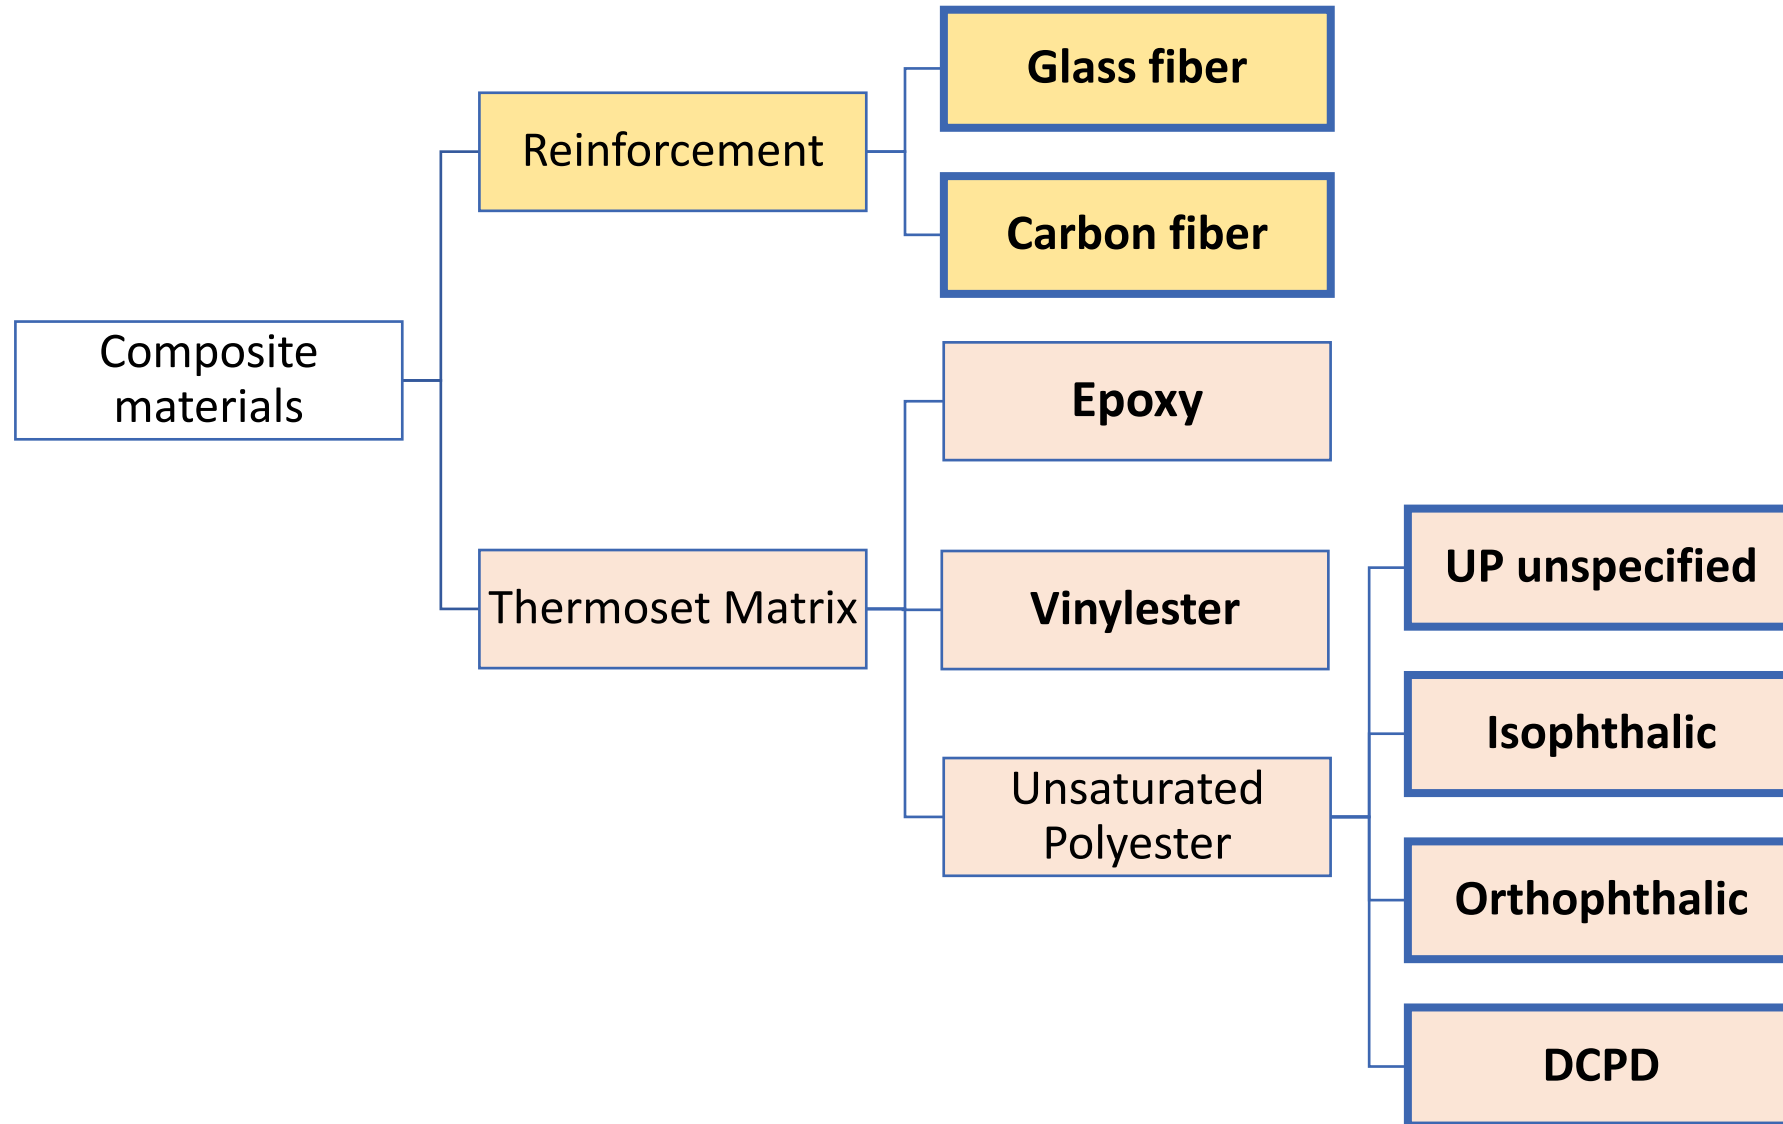 Glass fiber
Reinforcement
Carbon fiber
Composite
materials
Epoxy
Thermoset Matrix
Vinylester
UP unspecified
Isophthalic
Unsaturated
Polyester
Orthophthalic
DCPD